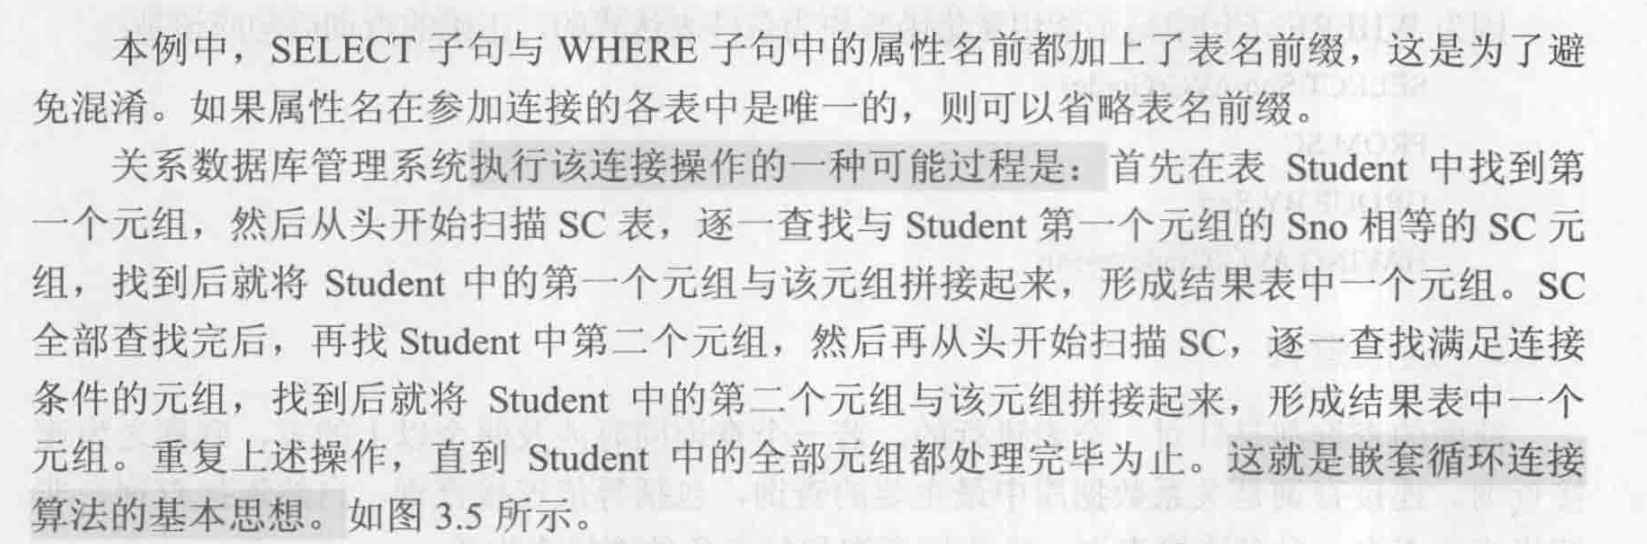 本例中，SELECT 子句与 WHERE 子句中的属性名前都加上了表名前缀，这是为了避
免混淆。如果属性名在参加连接的各表中是唯一的，则可以省略表名前缀。
关系数据库管理系统执行该连接操作的一种可能过程是：首先在表 Student 中找到第
一个元组，然后从头开始扫描 SC 表，逐一查找与 Student 第一个元组的 Sno 相等的 SC 元
组，找到后就将 Student 中的第一个元组与该元组拼接起来，形成结果表中一个元组。SC
全部查找完后，再找 Student 中第二个元组，然后再从头开始扫描 SC，逐一查找满足连接
条件的元组，找到后就将 Student 中的第二个元组与该元组拼接起来，形成结果表中一个
元组。重复上述操作，直到 Student 中的全部元组都处理完毕为止。这就是嵌套循环连接
算法的基本思想。如图 3.5 所示。